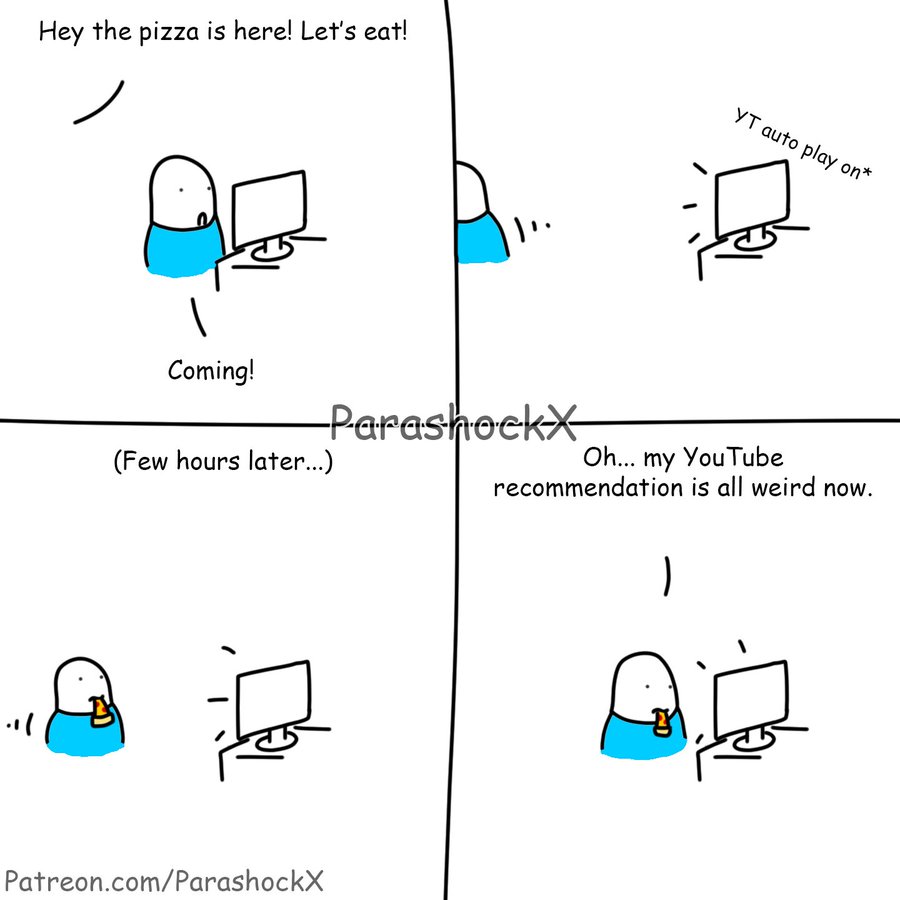 Hey the pizza is here! Let's eat!
Coming!
YT auto play on*
ParashockX
(Few hours later...)
Oh... my YouTube
recommendation is all weird now.
Patreon.com/ParashockX